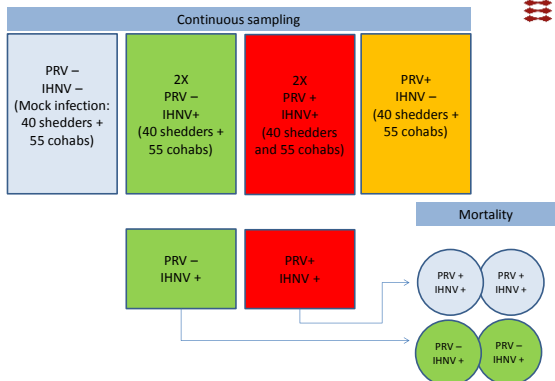 Continuous sampling
PRV –
IHNV –
(Mock infection:
40 shedders +
55 cohabs)
2X
PRV –
IHNV+
(40 shedders +
55 cohabs)
2X
PRV +
IHNV+
(40 shedders
and 55 cohabs)
PRV+
IHNV –
(40 shedders +
55 cohabs)
Mortality
PRV –
IHNV +
PRV+
IHNV +
PRV +
IHNV +
PRV +
IHNV +
PRV –
IHNV +
PRV –
IHNV +